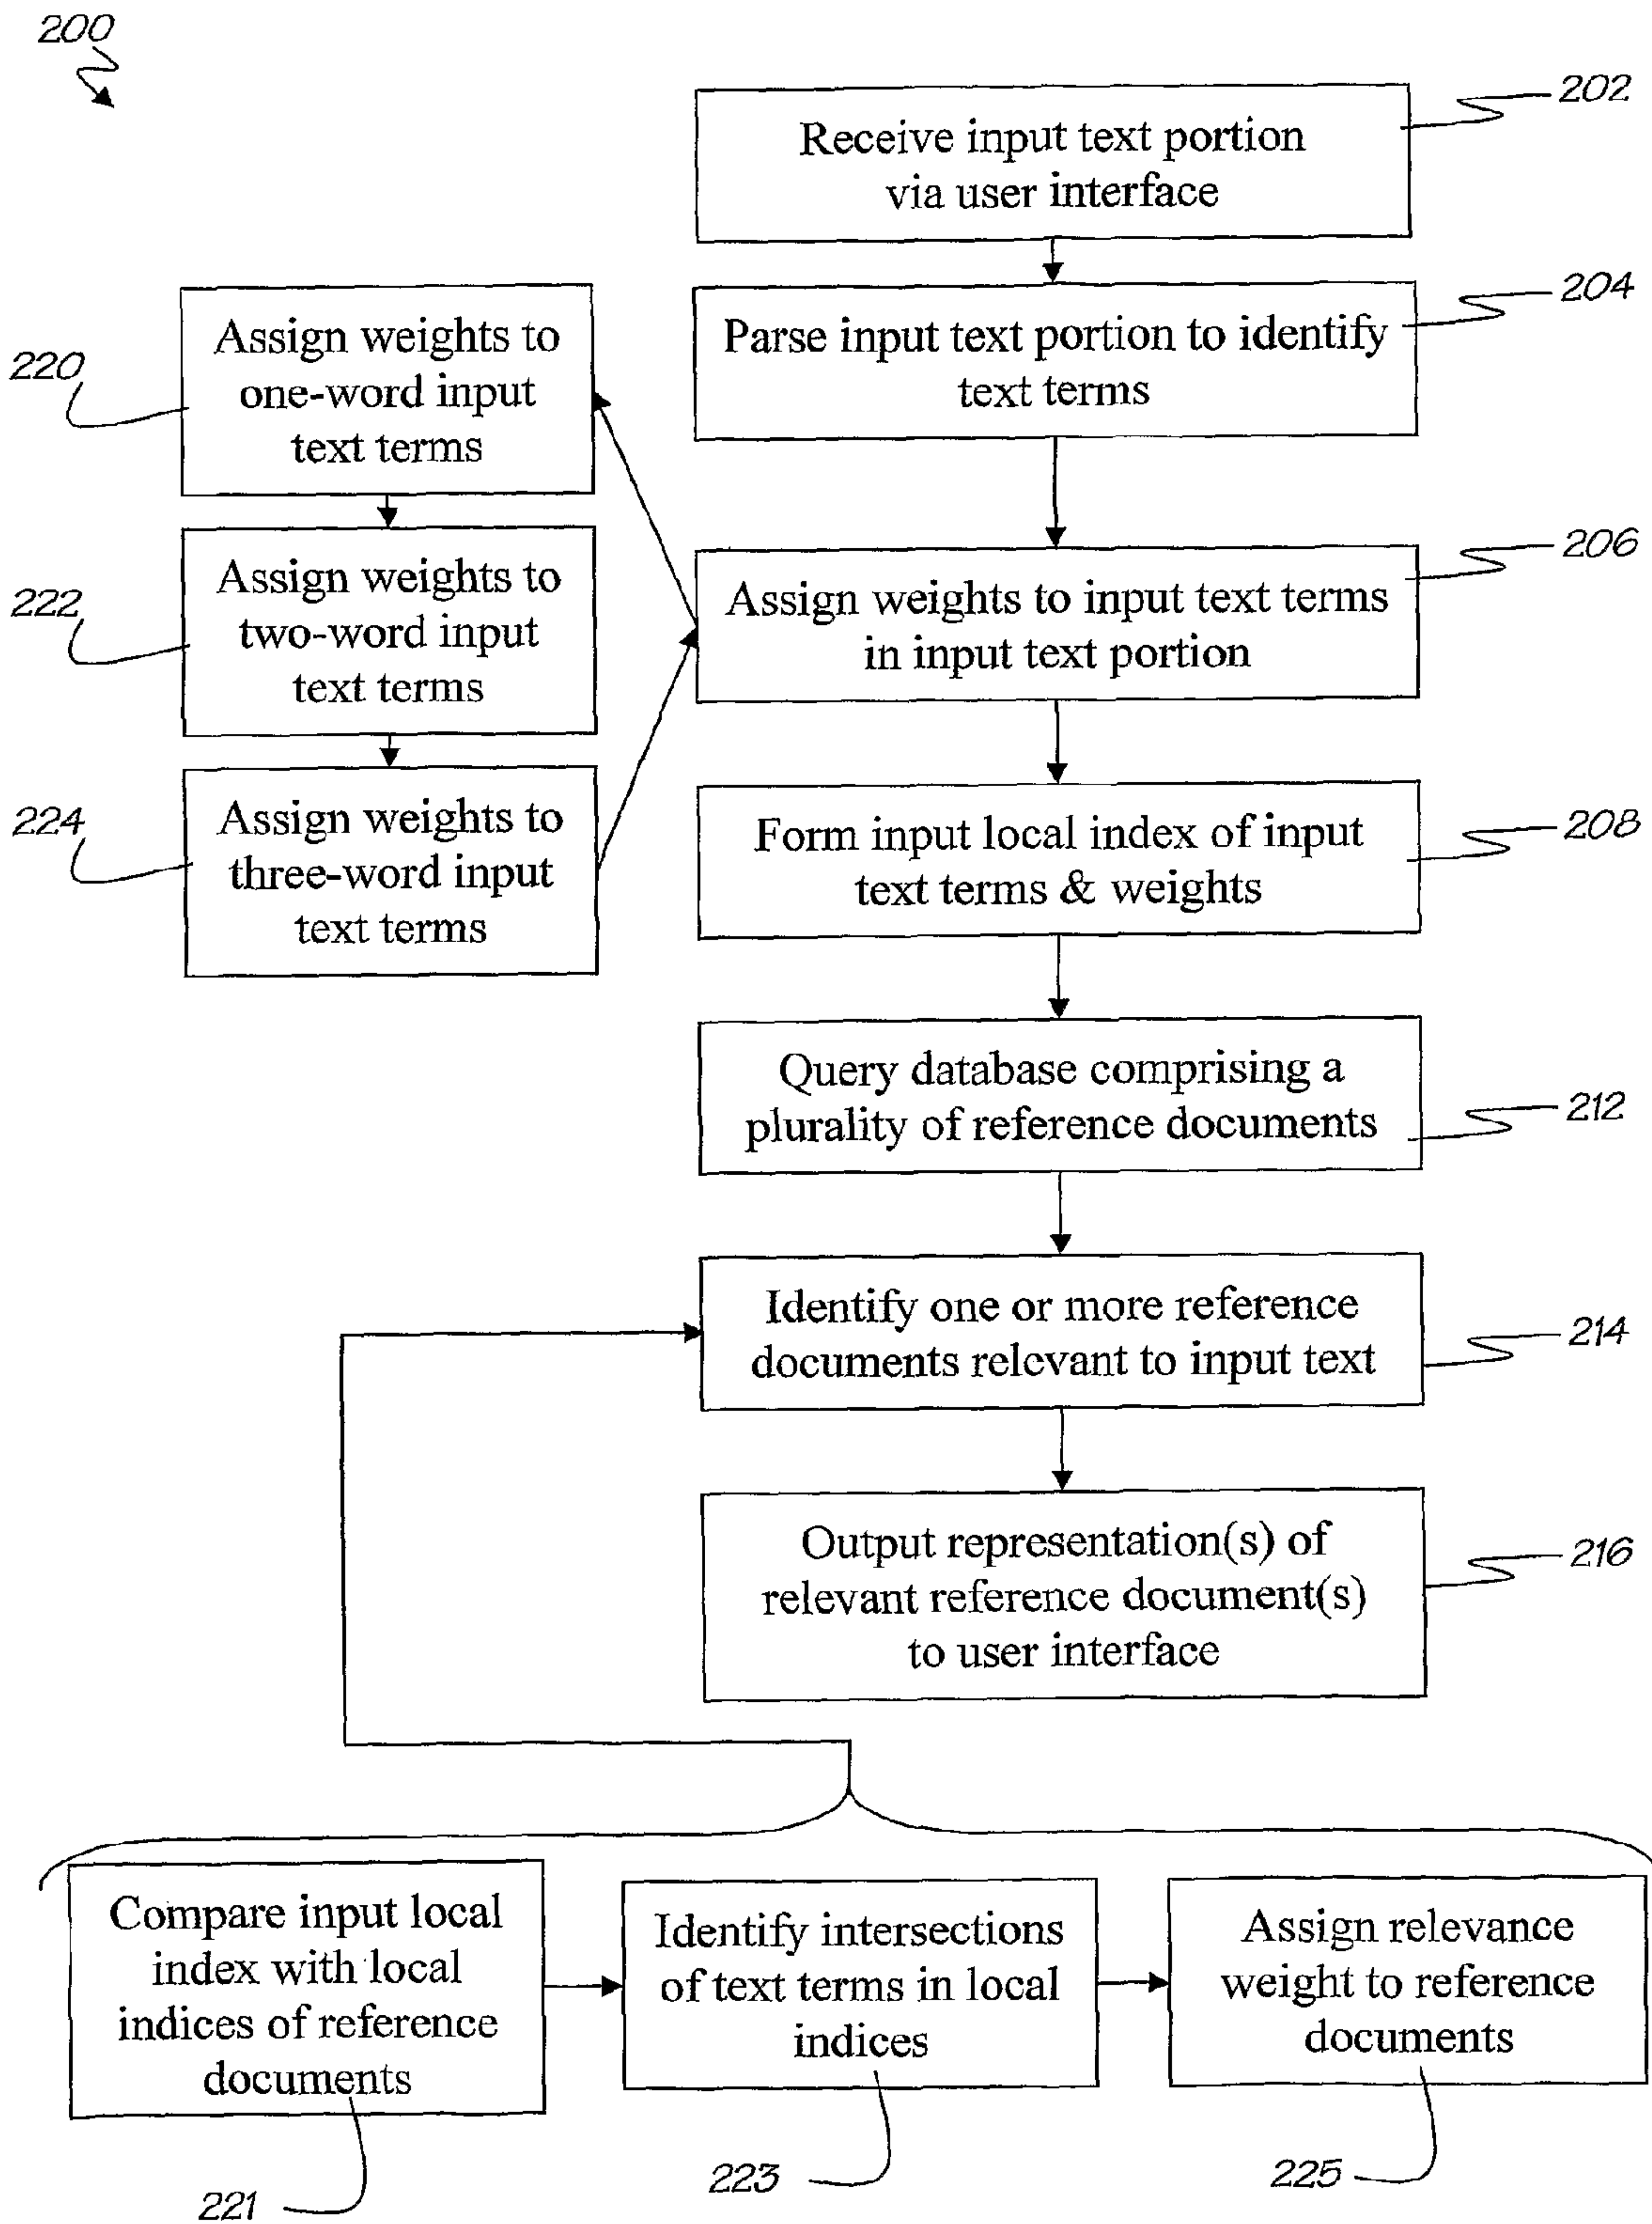 200
202
Receive input text portion
via user interface
204
Parse input text portion to identify
text terms
220
Assign weights to
one-word input
text terms
206
Assign weights to input text terms
in input text portion
222
Assign weights to
two-word input
text terms
224
Assign weights to
three-word input
text terms
208
Form input local index of input
text terms & weights
Query database comprising a
plurality of reference documents
212
Identify one or more reference
documents relevant to input text
214
Output representation(s) of
relevant reference document(s)
to user interface
216
Compare input local
index with local
indices of reference
documents
Identify intersections
of text terms in local
indices
Assign relevance
weight to reference
documents
221
223
225